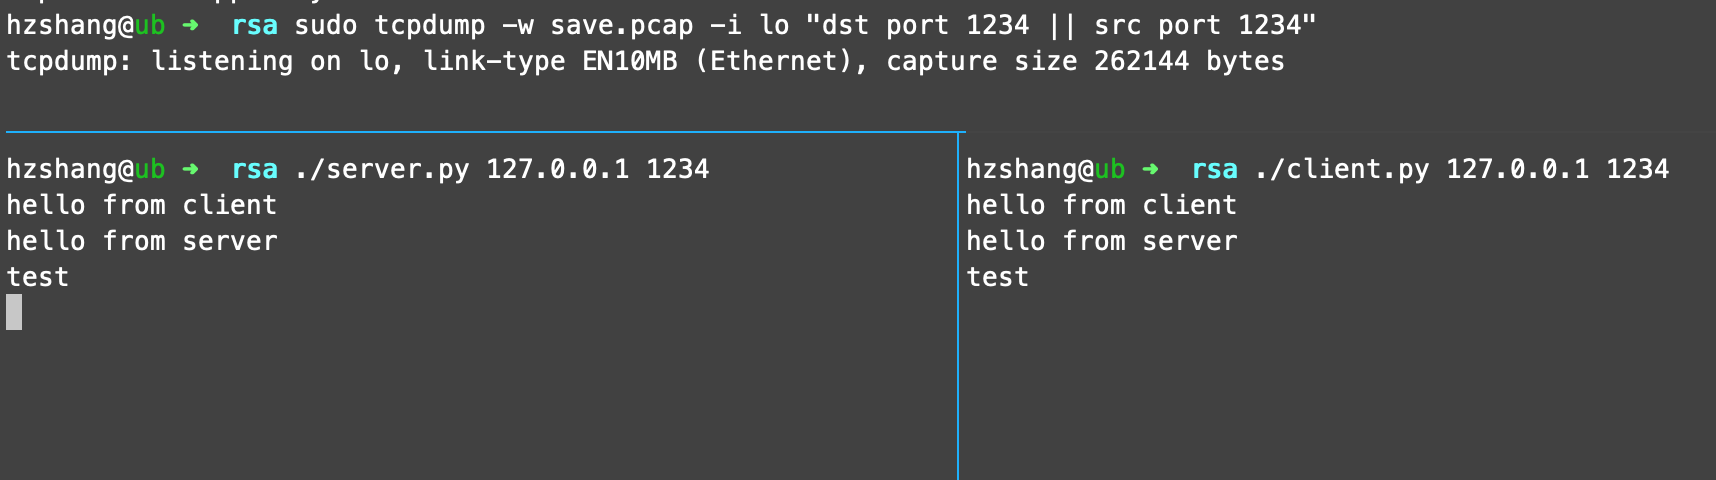 hzshang@ub ➜  rsa sudo tcpdump -w save.pcap -i lo "dst port 1234 || src port 1234"
tcpdump: listening on lo, link-type EN10MB (Ethernet), capture size 262144 bytes
hzshang@ub ➜  rsa ./server.py 127.0.0.1 1234
hello from client
hello from server
test
hzshang@ub ➜  rsa ./client.py 127.0.0.1 1234
hello from client
hello from server
test